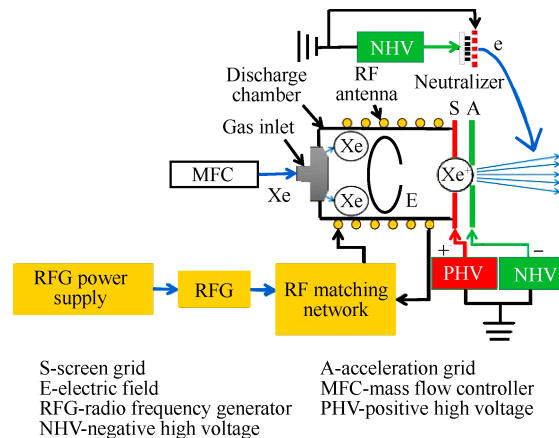 NHV
e
Neutralizer
Discharge
chamber
RF
antenna
S A
Gas inlet
Xe
Xe⁺
MFC
Xe
Xe
E
+
−
RFG power
supply
RFG
RF matching
network
PHV
NHV
S-screen grid
E-electric field
RFG-radio frequency generator
NHV-negative high voltage
A-acceleration grid
MFC-mass flow controller
PHV-positive high voltage